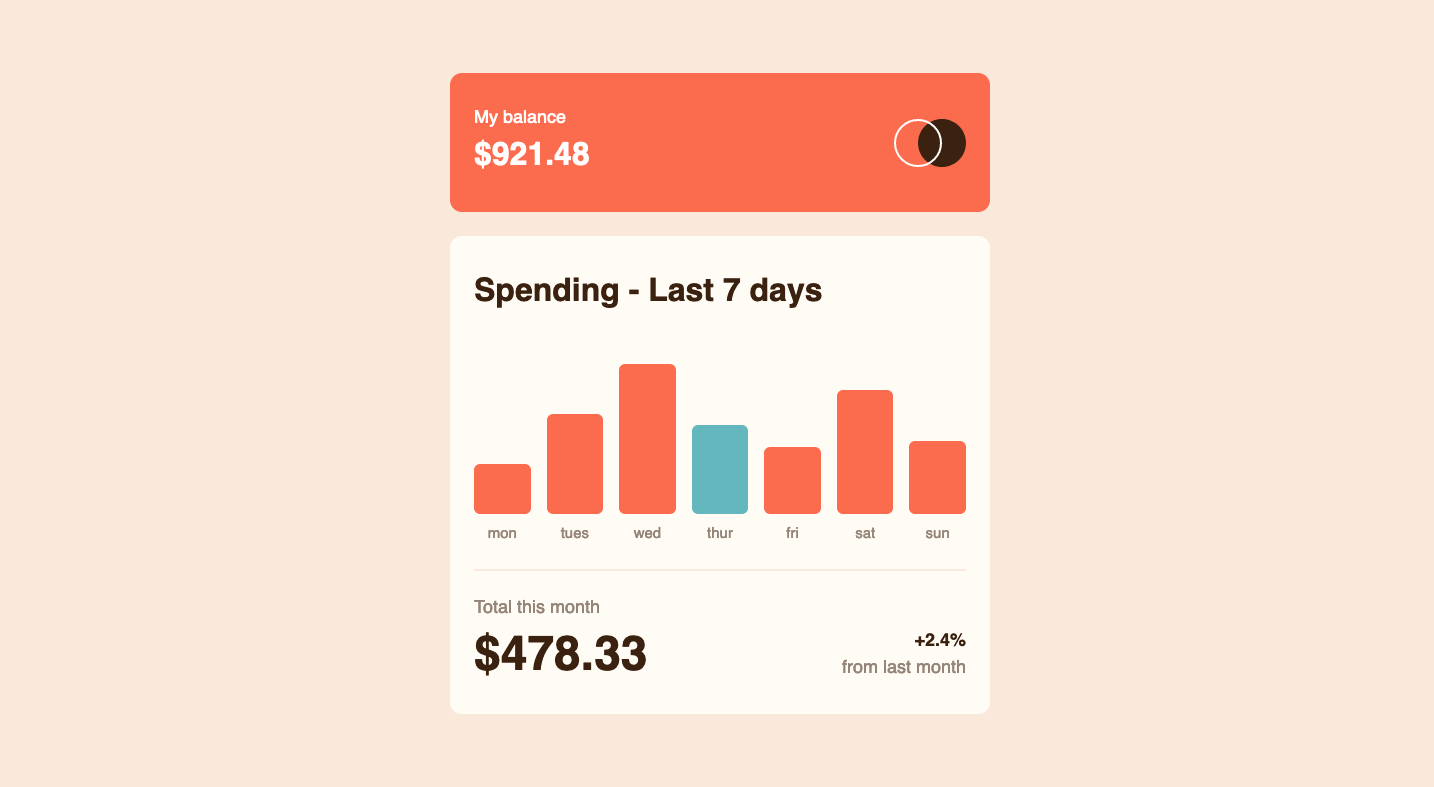 My balance
$921.48
Spending - Last 7 days
mon tues wed thur fri sat sun
Total this month
$478.33
+2.4%
from last month